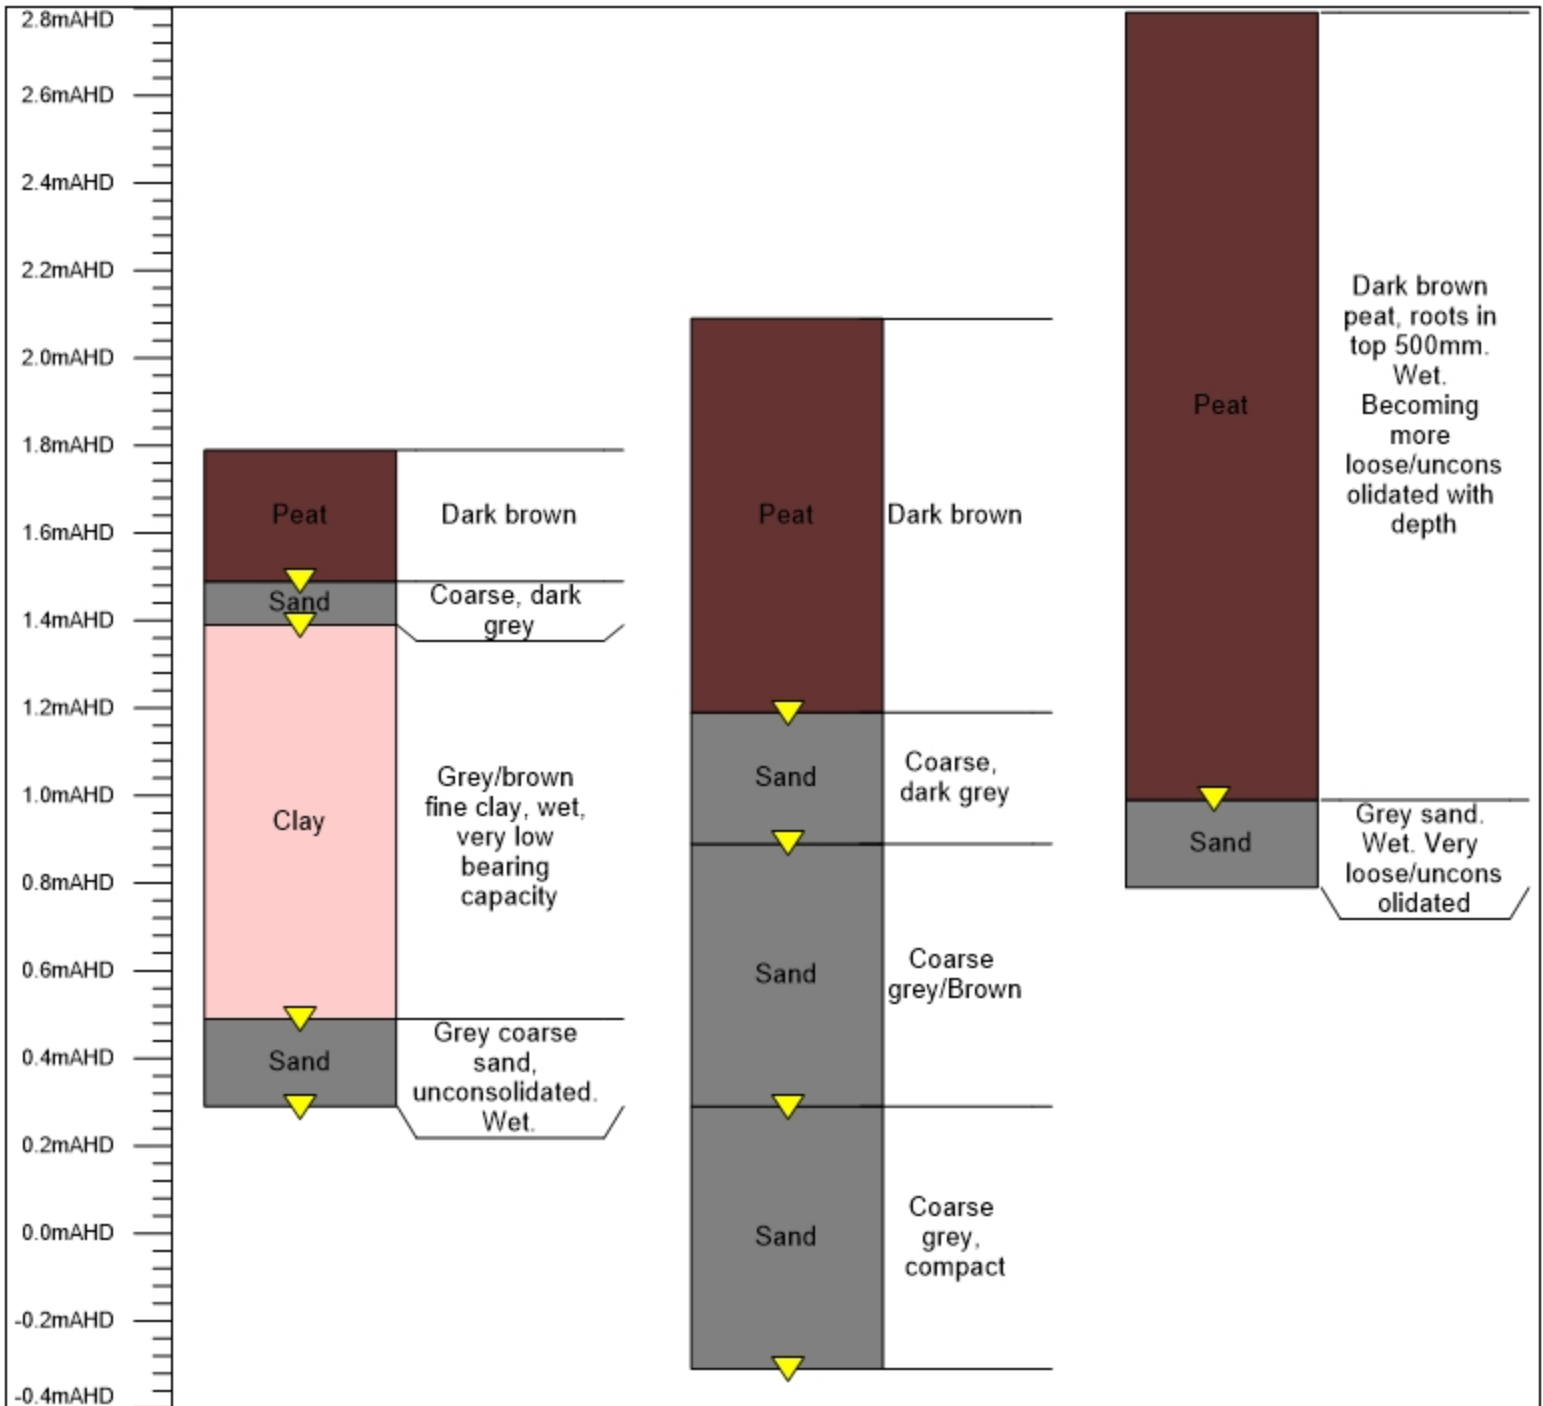 2.8mAHD
2.6mAHD
2.4mAHD
2.2mAHD
2.0mAHD
1.8mAHD
1.6mAHD
1.4mAHD
1.2mAHD
1.0mAHD
0.8mAHD
0.6mAHD
0.4mAHD
0.2mAHD
0.0mAHD
-0.2mAHD
-0.4mAHD
Peat
Dark brown
Sand
Coarse, dark
grey
Clay
Grey/brown
fine clay, wet,
very low
bearing
capacity
Sand
Grey coarse
sand,
unconsolidated.
Wet.
Peat
Dark brown
Sand
Coarse,
dark grey
Sand
Coarse
grey/Brown
Sand
Coarse
grey,
compact
Peat
Dark brown
peat, roots in
top 500mm.
Wet.
Becoming
more
loose/uncons
olidated with
depth
Sand
Grey sand.
Wet. Very
loose/uncons
olidated